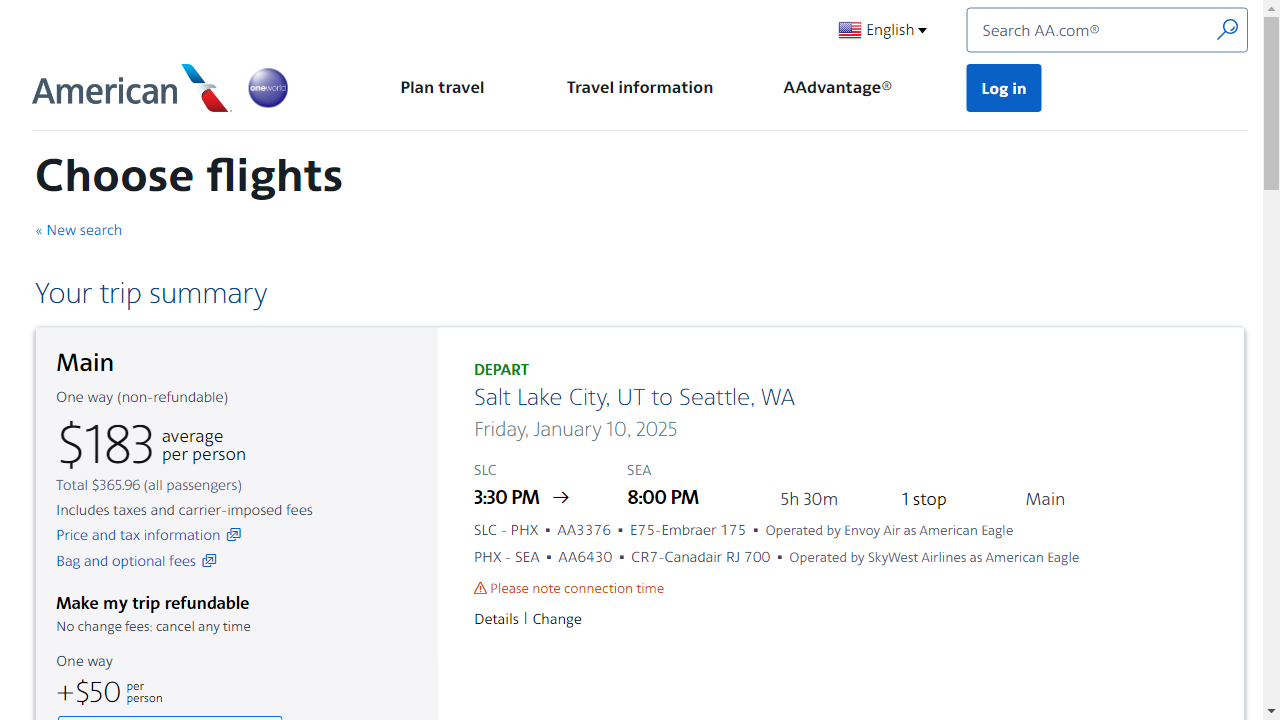 English
Search AA.com®
American
oneworld
Plan travel
Travel information
AAdvantage®
Log in
Choose flights
« New search
Your trip summary
Main
One way (non-refundable)
$183 average per person
Total $365.96 (all passengers)
Includes taxes and carrier-imposed fees
Price and tax information
Bag and optional fees
Make my trip refundable
No change fees; cancel any time
One way
+$50 per person
DEPART
Salt Lake City, UT to Seattle, WA
Friday, January 10, 2025
SLC SEA
3:30 PM → 8:00 PM 5h 30m 1 stop Main
SLC - PHX ▪ AA3376 ▪ E75-Embraer 175 ▪ Operated by Envoy Air as American Eagle
PHX - SEA ▪ AA6430 ▪ CR7-Canadair RJ 700 ▪ Operated by SkyWest Airlines as American Eagle
Please note connection time
Details | Change